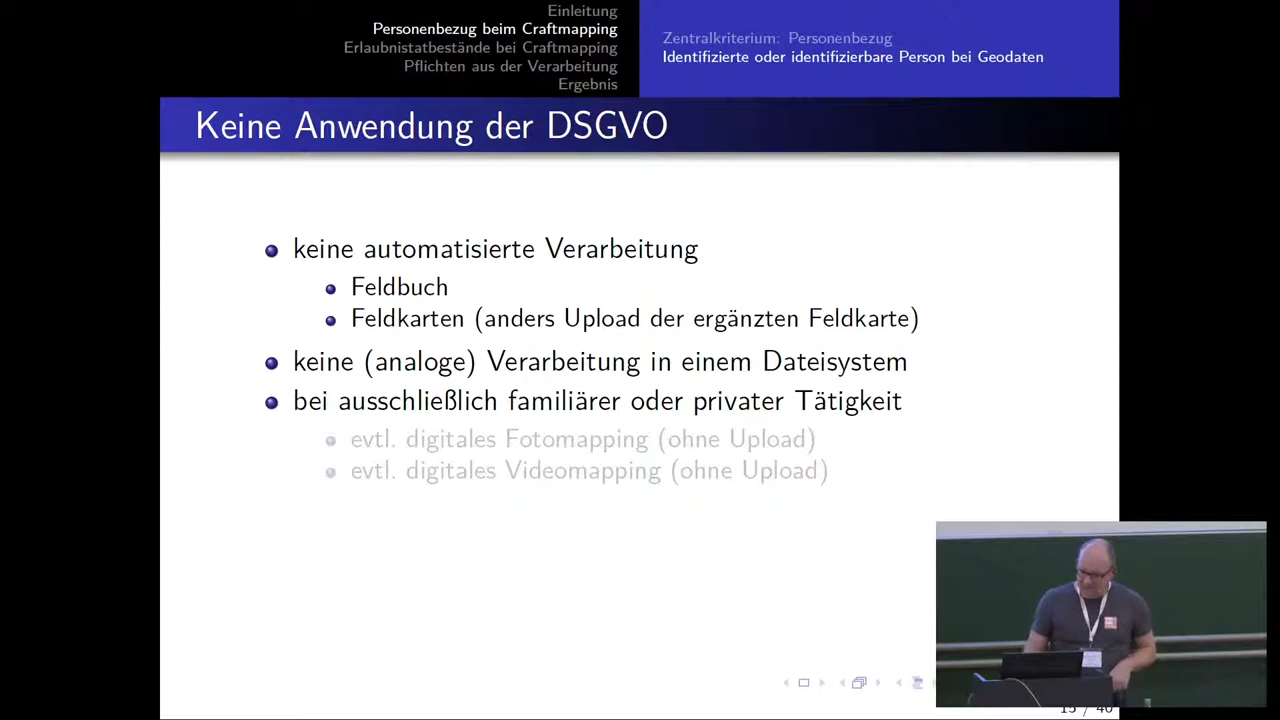 Einleitung
Personenbezug beim Craftmapping
Erlaubnistatbestände bei Craftmapping
Pflichten aus der Verarbeitung
Ergebnis
Zentralkriterium: Personenbezug
Identifizierte oder identifizierbare Person bei Geodaten
Keine Anwendung der DSGVO
keine automatisierte Verarbeitung
Feldbuch
Feldkarten (anders Upload der ergänzten Feldkarte)
keine (analoge) Verarbeitung in einem Dateisystem
bei ausschließlich familiärer oder privater Tätigkeit
evtl. digitales Fotomapping (ohne Upload)
evtl. digitales Videomapping (ohne Upload)
15 / 40